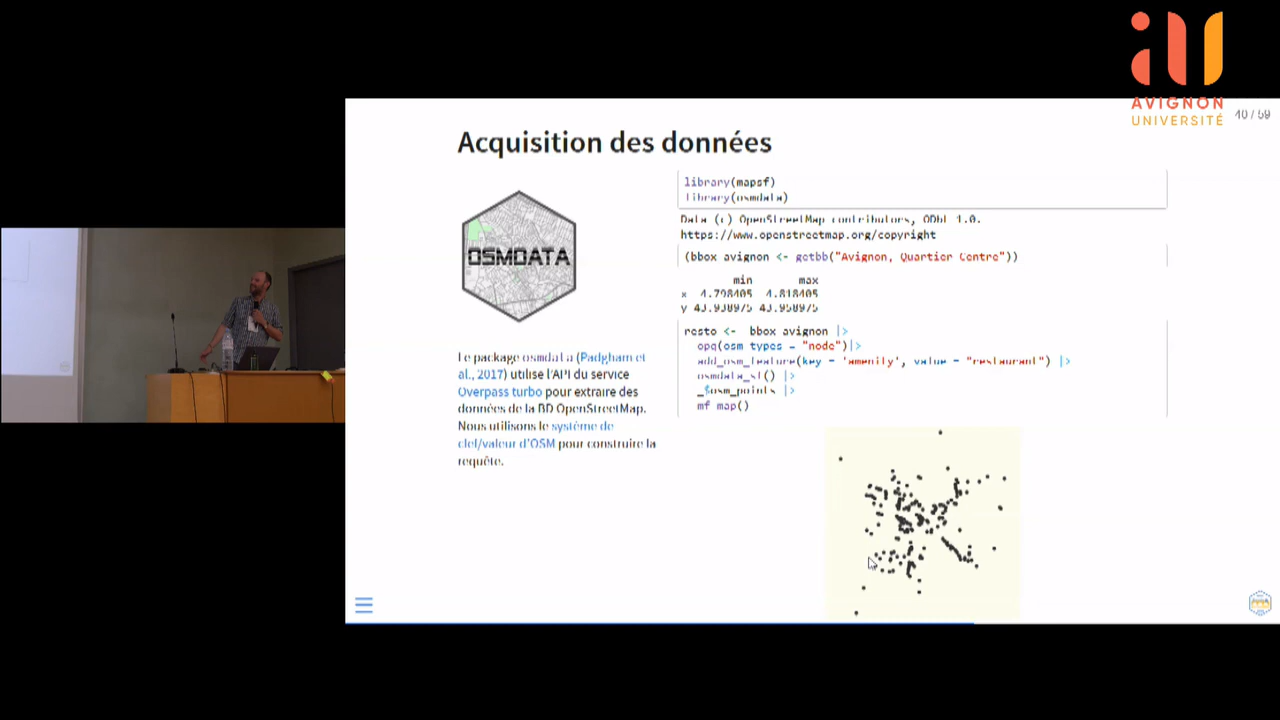 AVIGNON
UNIVERSITÉ
40 / 59
Acquisition des données
OSMDATA
Le package osmdata (Padgham et
al., 2017) utilise l'API du service
Overpass turbo pour extraire des
données de la BD OpenStreetMap.
Nous utilisons le système de
clef/valeur d'OSM pour construire la
requête.
library(mapsf)
library(osmdata)
Data (c) OpenStreetMap contributors, ODbL 1.0.
https://www.openstreetmap.org/copyright
(bbox_avignon <- getbb("Avignon, Quartier Centre"))
min max
x 4.798405 4.818405
y 43.938975 43.958975
resto <- bbox_avignon |>
opq(osm_types = "node")|>
add_osm_feature(key = 'amenity', value = "restaurant") |>
osmdata_sf() |>
_$osm_points |>
mf_map()